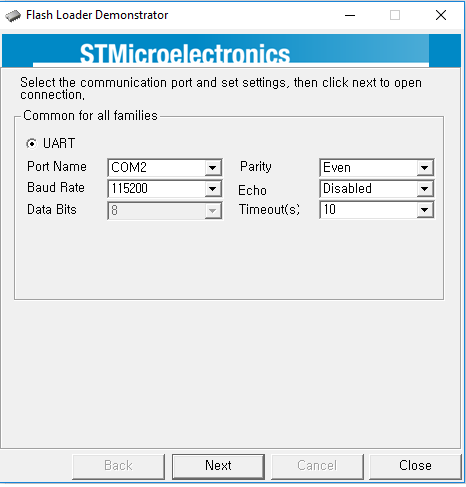 Flash Loader Demonstrator
STMicroelectronics
Select the communication port and set settings, then click next to open
connection,
Common for all families
UART
Port Name COM2 Parity Even
Baud Rate 115200 Echo Disabled
Data Bits 8 Timeout(s) 10
Back Next Cancel Close